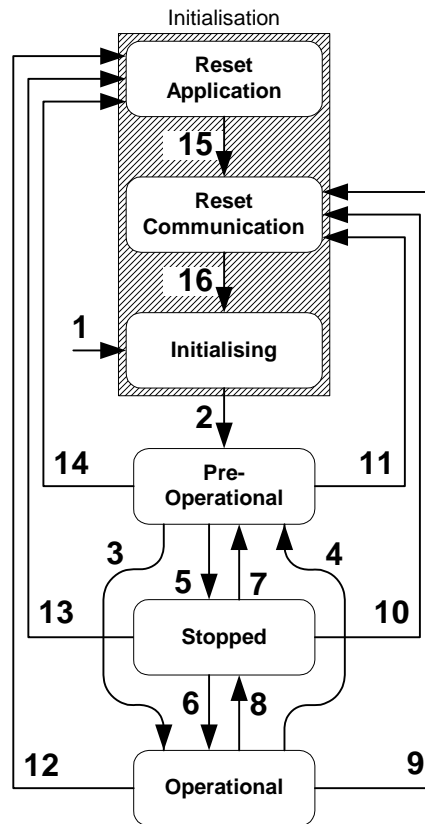 Initialisation
Reset
Application
15
Reset
Communication
16
1
Initialising
2
14
Pre-
Operational
11
3
4
5
7
13
Stopped
10
6
8
12
Operational
9